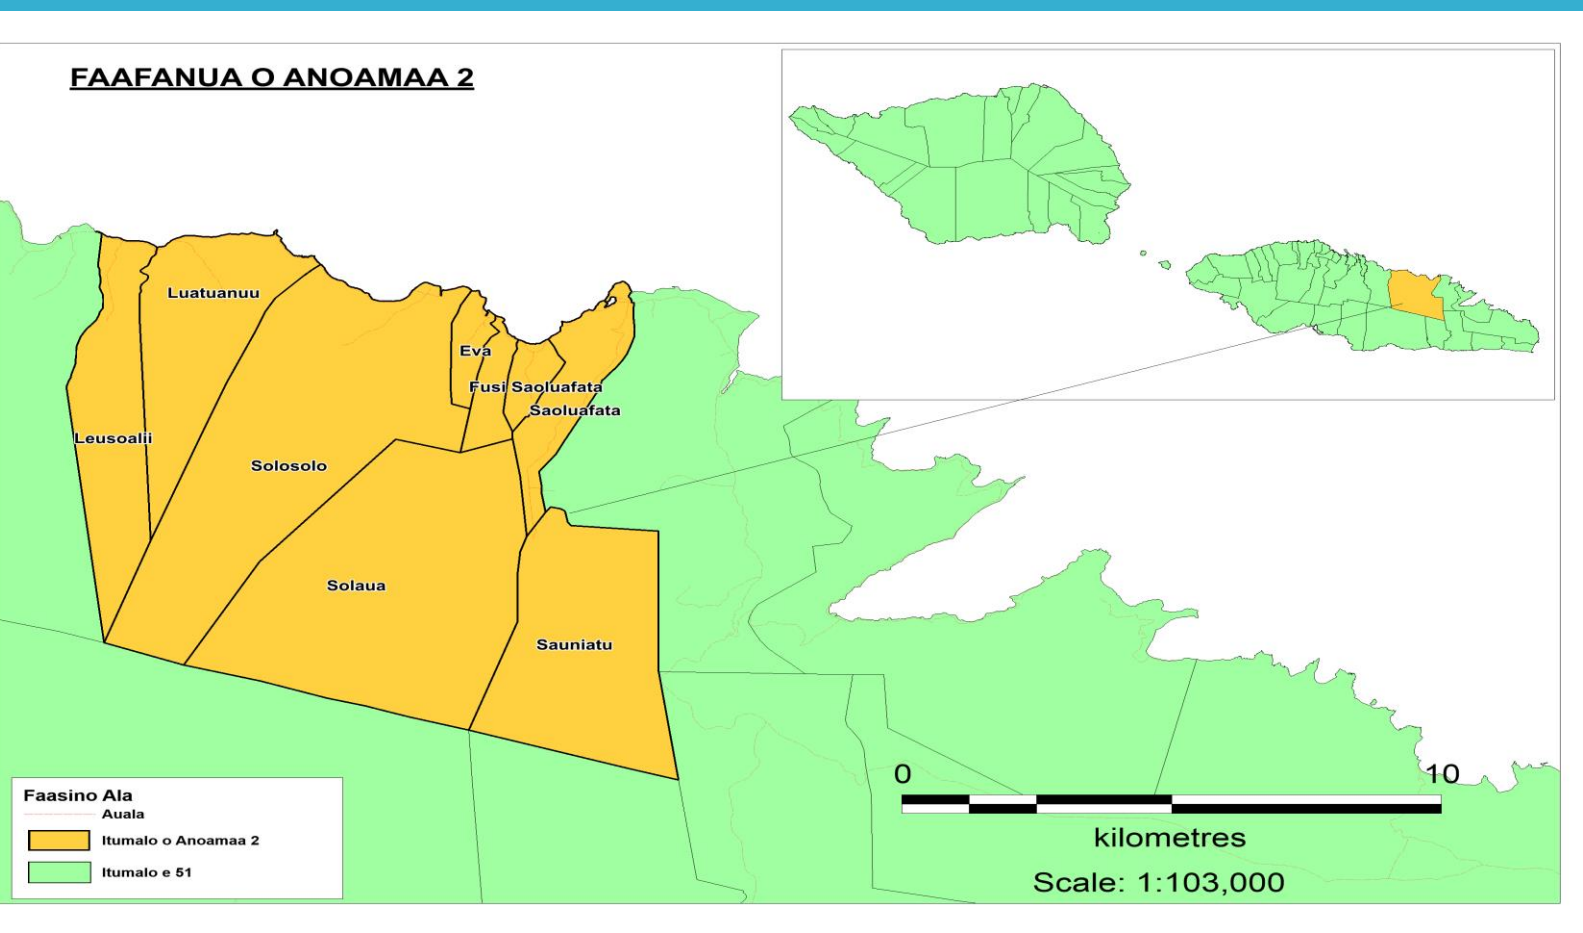 FAAFANUA O ANOAMAA 2
Luatuanuu
Eva
Fusi Saoluafata
Saoluafata
Leusoalii
Solosolo
Solaua
Sauniatu
Faasino Ala
Auala
Itumalo o Anoamaa 2
Itumalo e 51
0 10
kilometres
Scale: 1:103,000